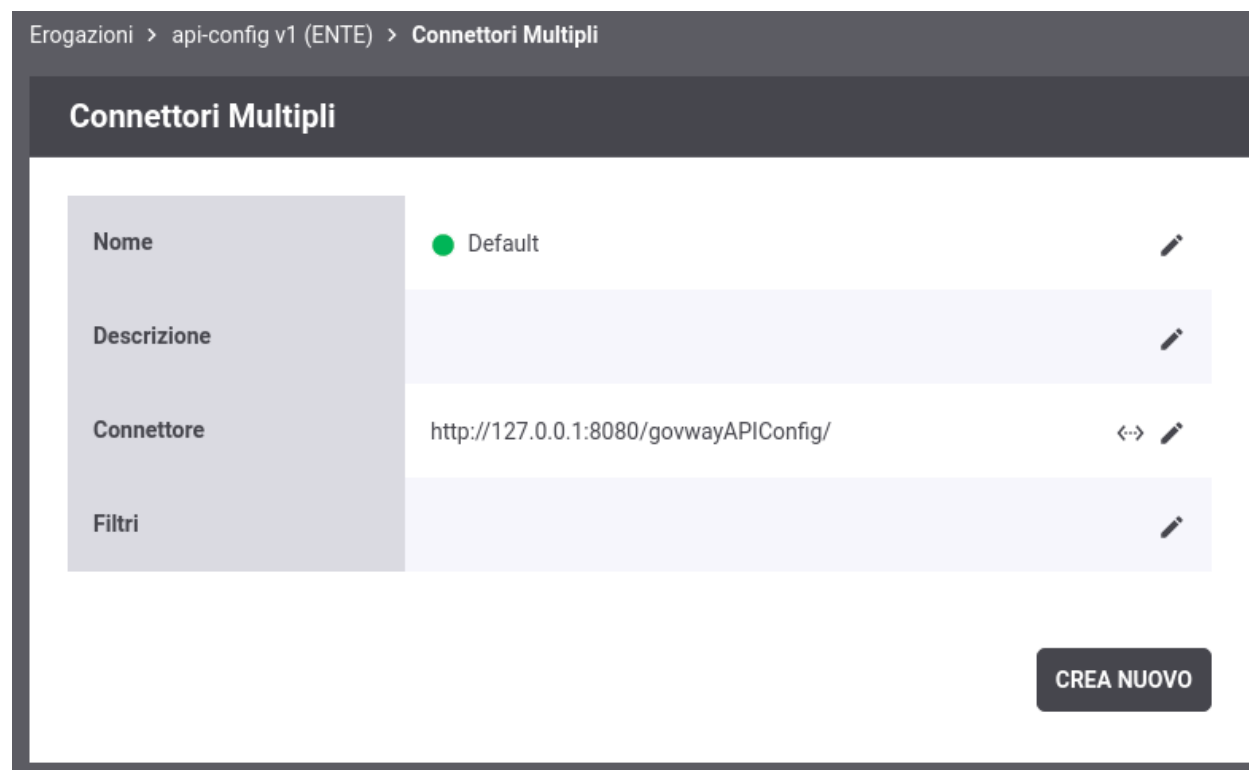 Erogazioni > api-config v1 (ENTE) > Connettori Multipli
Connettori Multipli
Nome Default
Descrizione
Connettore http://127.0.0.1:8080/govwayAPIConfig/
Filtri
CREA NUOVO